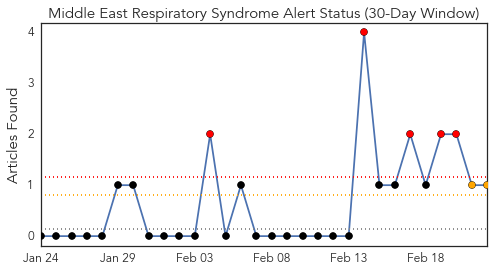 Middle East Respiratory Syndrome Alert Status (30-Day Window)
Articles Found
4
3
2
1
0
Jan 24 Jan 29 Feb 03 Feb 08 Feb 13 Feb 18